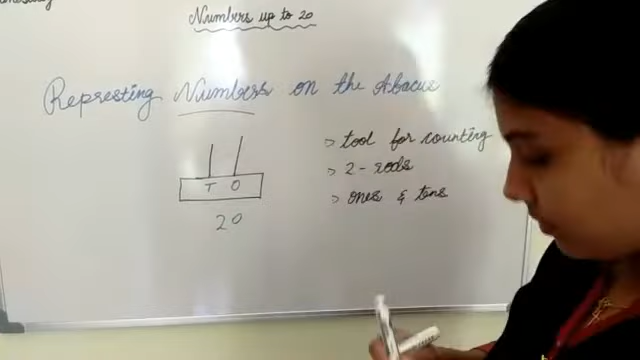 Numbers up to 20
Represting Numbers on the Abacus
T O
20
> tool for counting
> 2-rods
> ones & tens